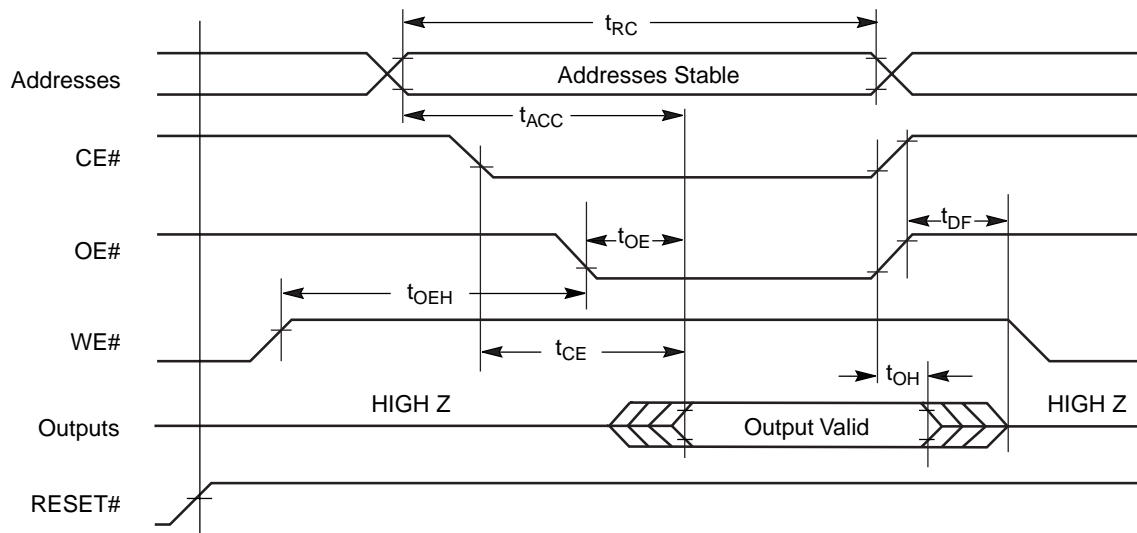 tRC
Addresses
Addresses Stable
tACC
CE#
tDF
OE#
tOE
tOEH
WE#
tCE
tOH
HIGH Z
HIGH Z
Outputs
Output Valid
RESET#